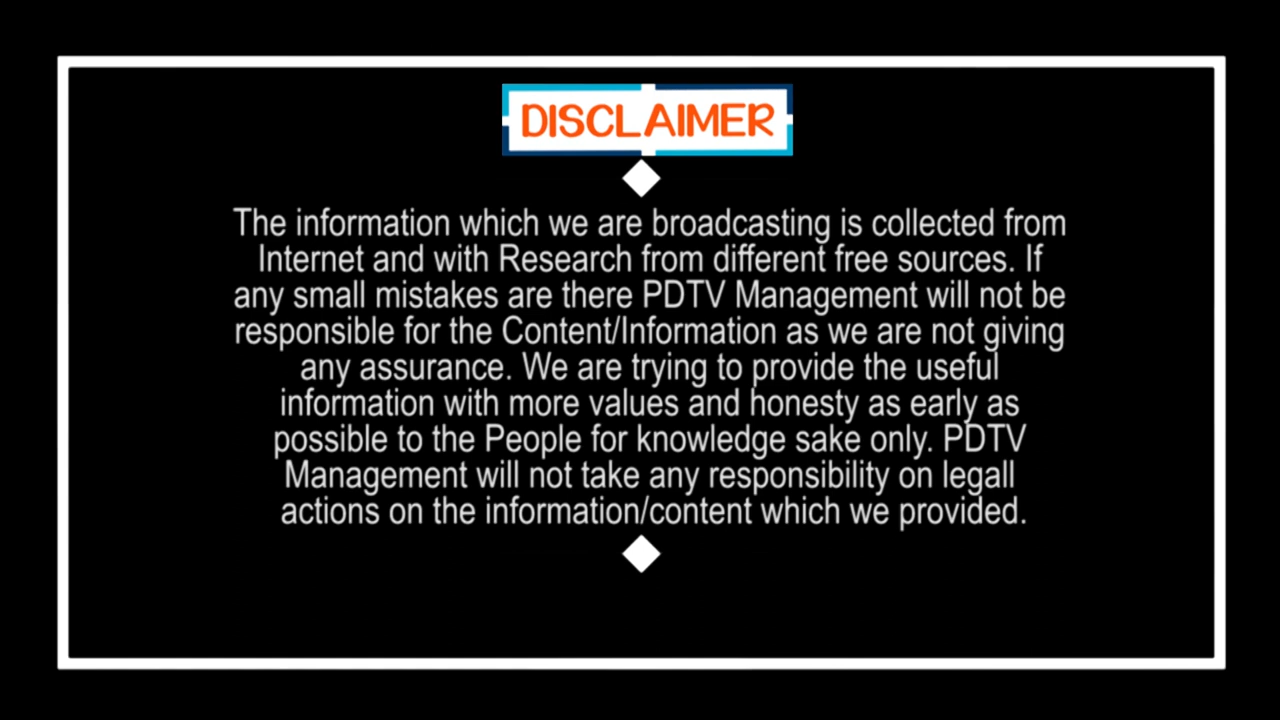 DISCLAIMER
The information which we are broadcasting is collected from
Internet and with Research from different free sources. If
any small mistakes are there PDTV Management will not be
responsible for the Content/Information as we are not giving
any assurance. We are trying to provide the useful
information with more values and honesty as early as
possible to the People for knowledge sake only. PDTV
Management will not take any responsibility on legall
actions on the information/content which we provided.